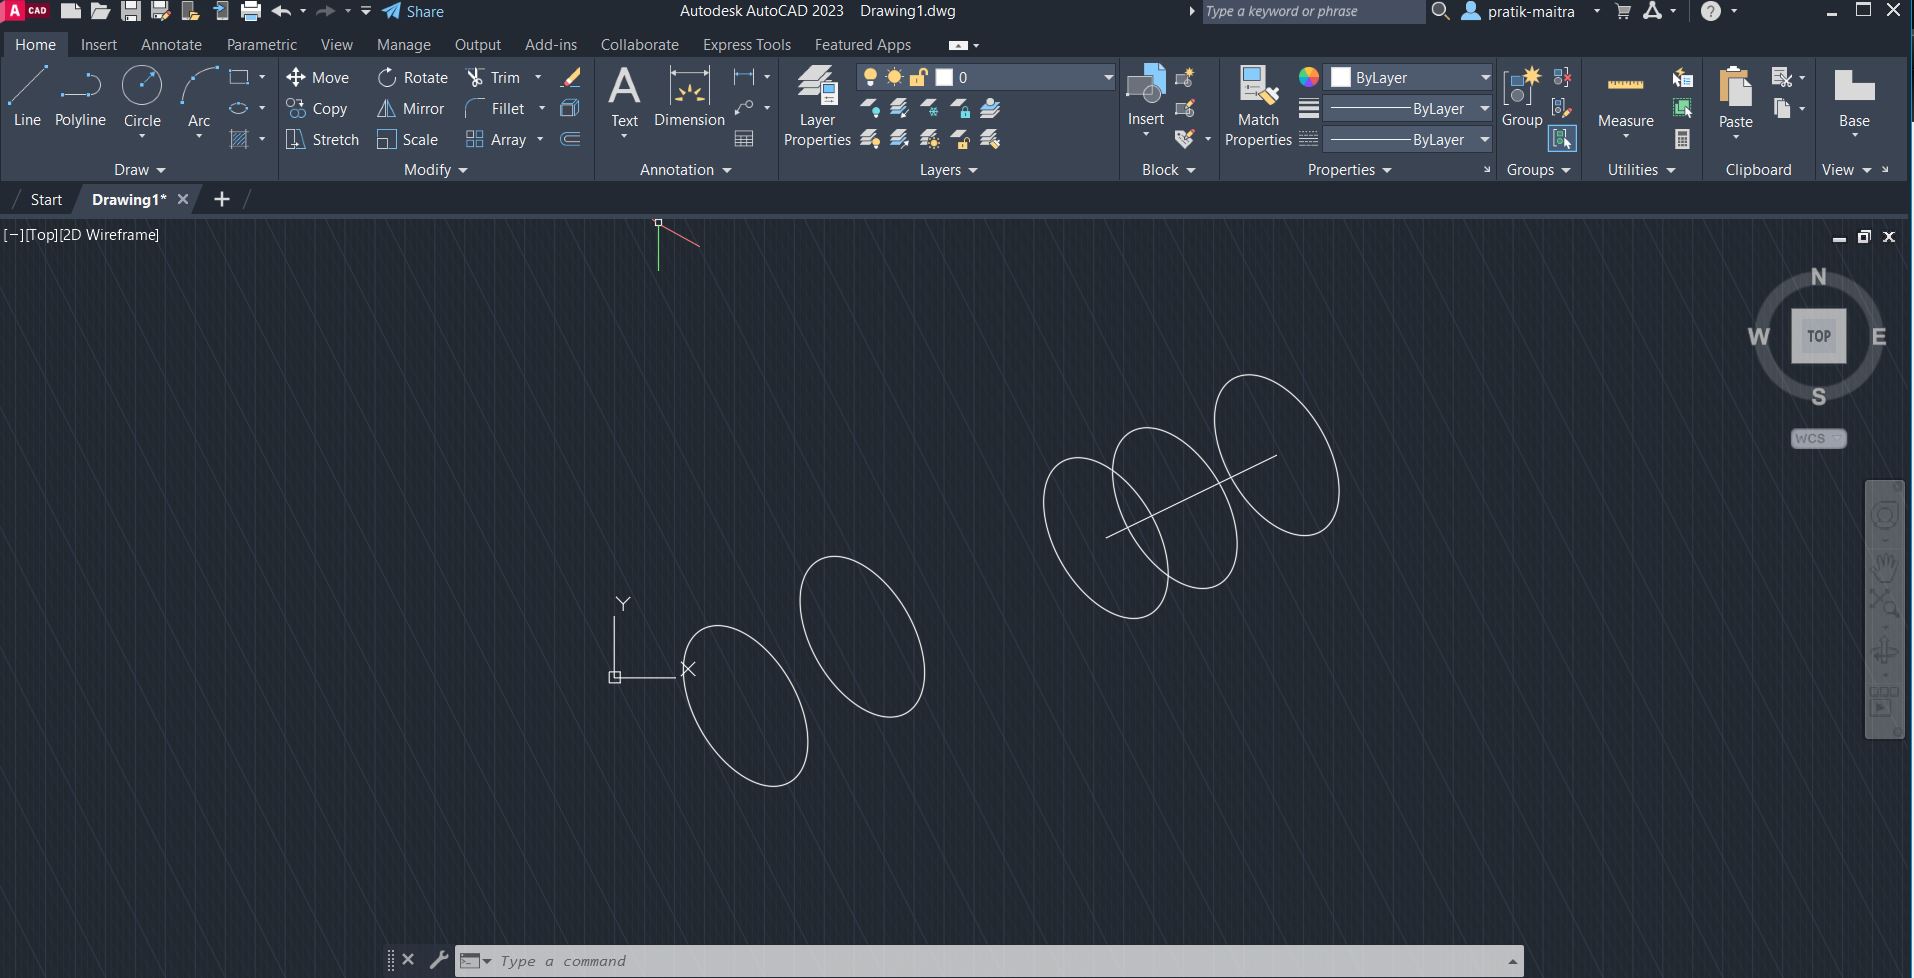 A CAD
Share
Autodesk AutoCAD 2023 Drawing1.dwg
Type a keyword or phrase
pratik-maitra
?
Home Insert Annotate Parametric View Manage Output Add-ins Collaborate Express Tools Featured Apps
Line Polyline Circle Arc
Draw
Move Rotate Trim
Copy Mirror Fillet
Stretch Scale Array
Modify
A
Text Dimension
Annotation
Layer Properties
0
Layers
Insert
Block
Match Properties
ByLayer
ByLayer
ByLayer
Properties
Group
Groups
Measure
Utilities
Paste
Clipboard
Base
View
Start Drawing1* +
[−][Top][2D Wireframe]
N
W TOP E
S
WCS
Y
X
Type a command